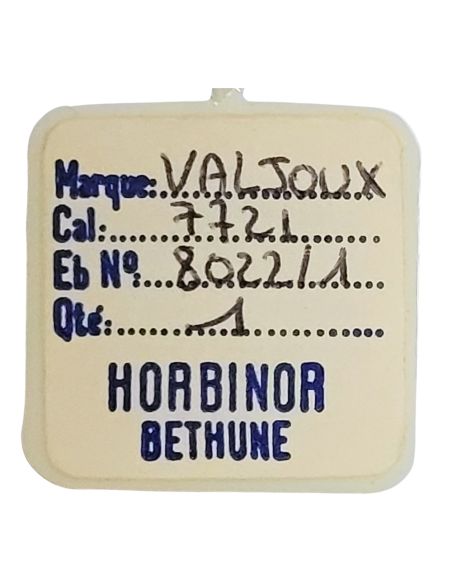 Marque: VALJOUX
Cal: 7721
Eb Nº: 8022/1
Qté: 1
HORBINOR
BETHUNE